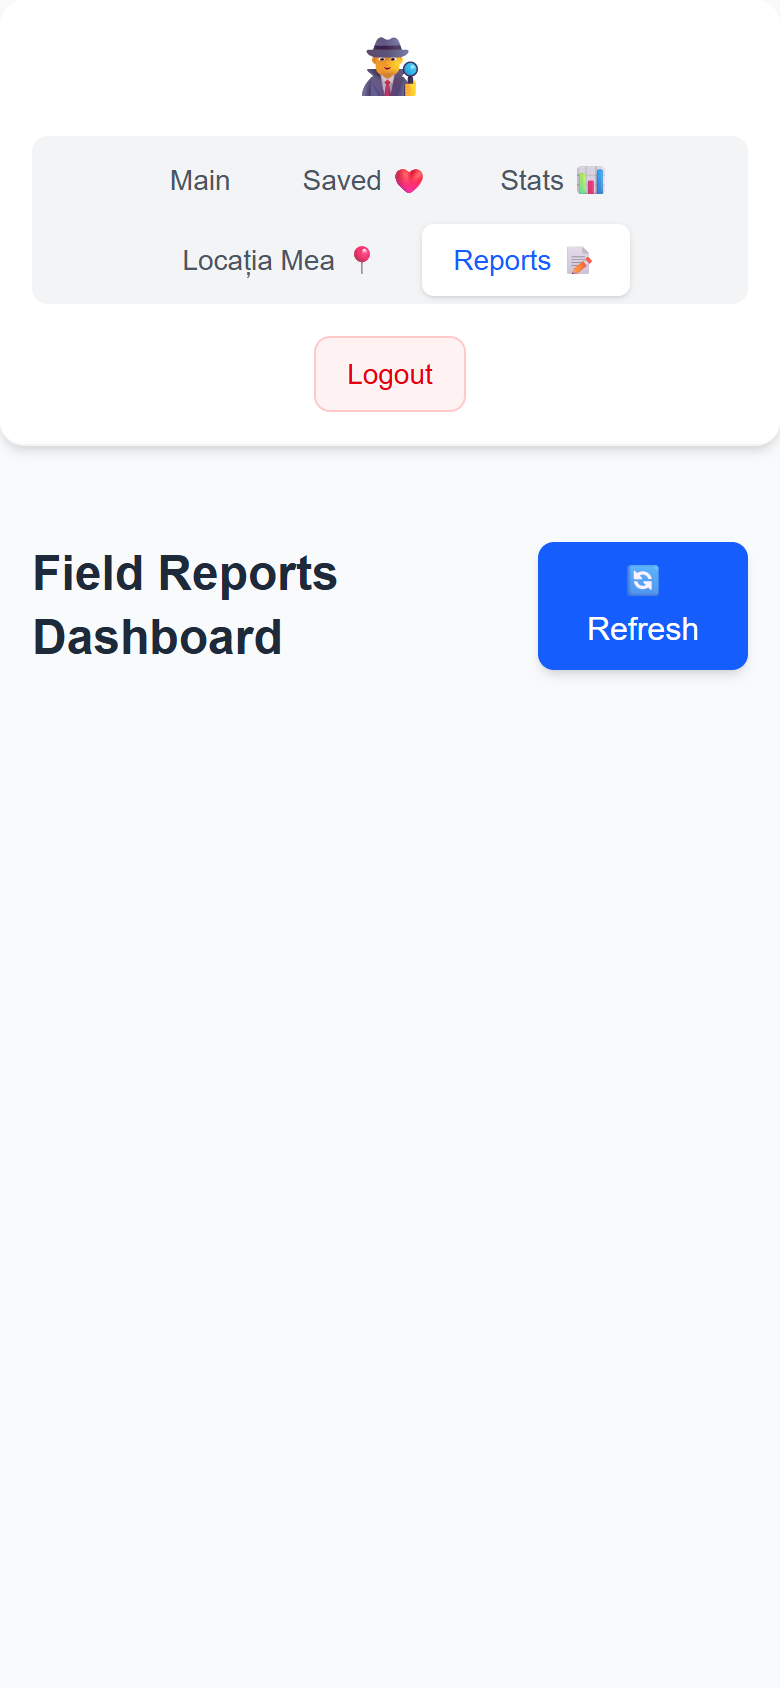 Main Saved Stats
Locația Mea Reports
Logout
Field Reports
Dashboard
Refresh